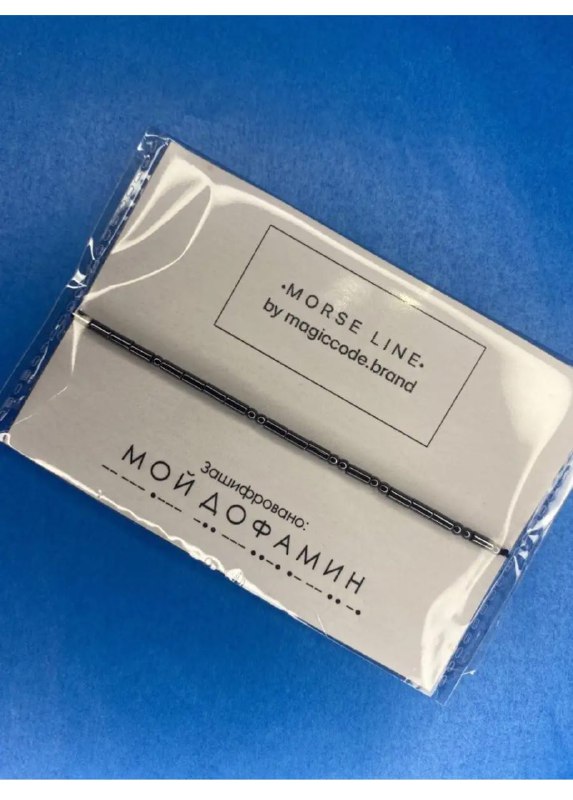 •MORSE LINE•
by magiccode.brand
Зашифровано:
МОЙ ДОФАМИН